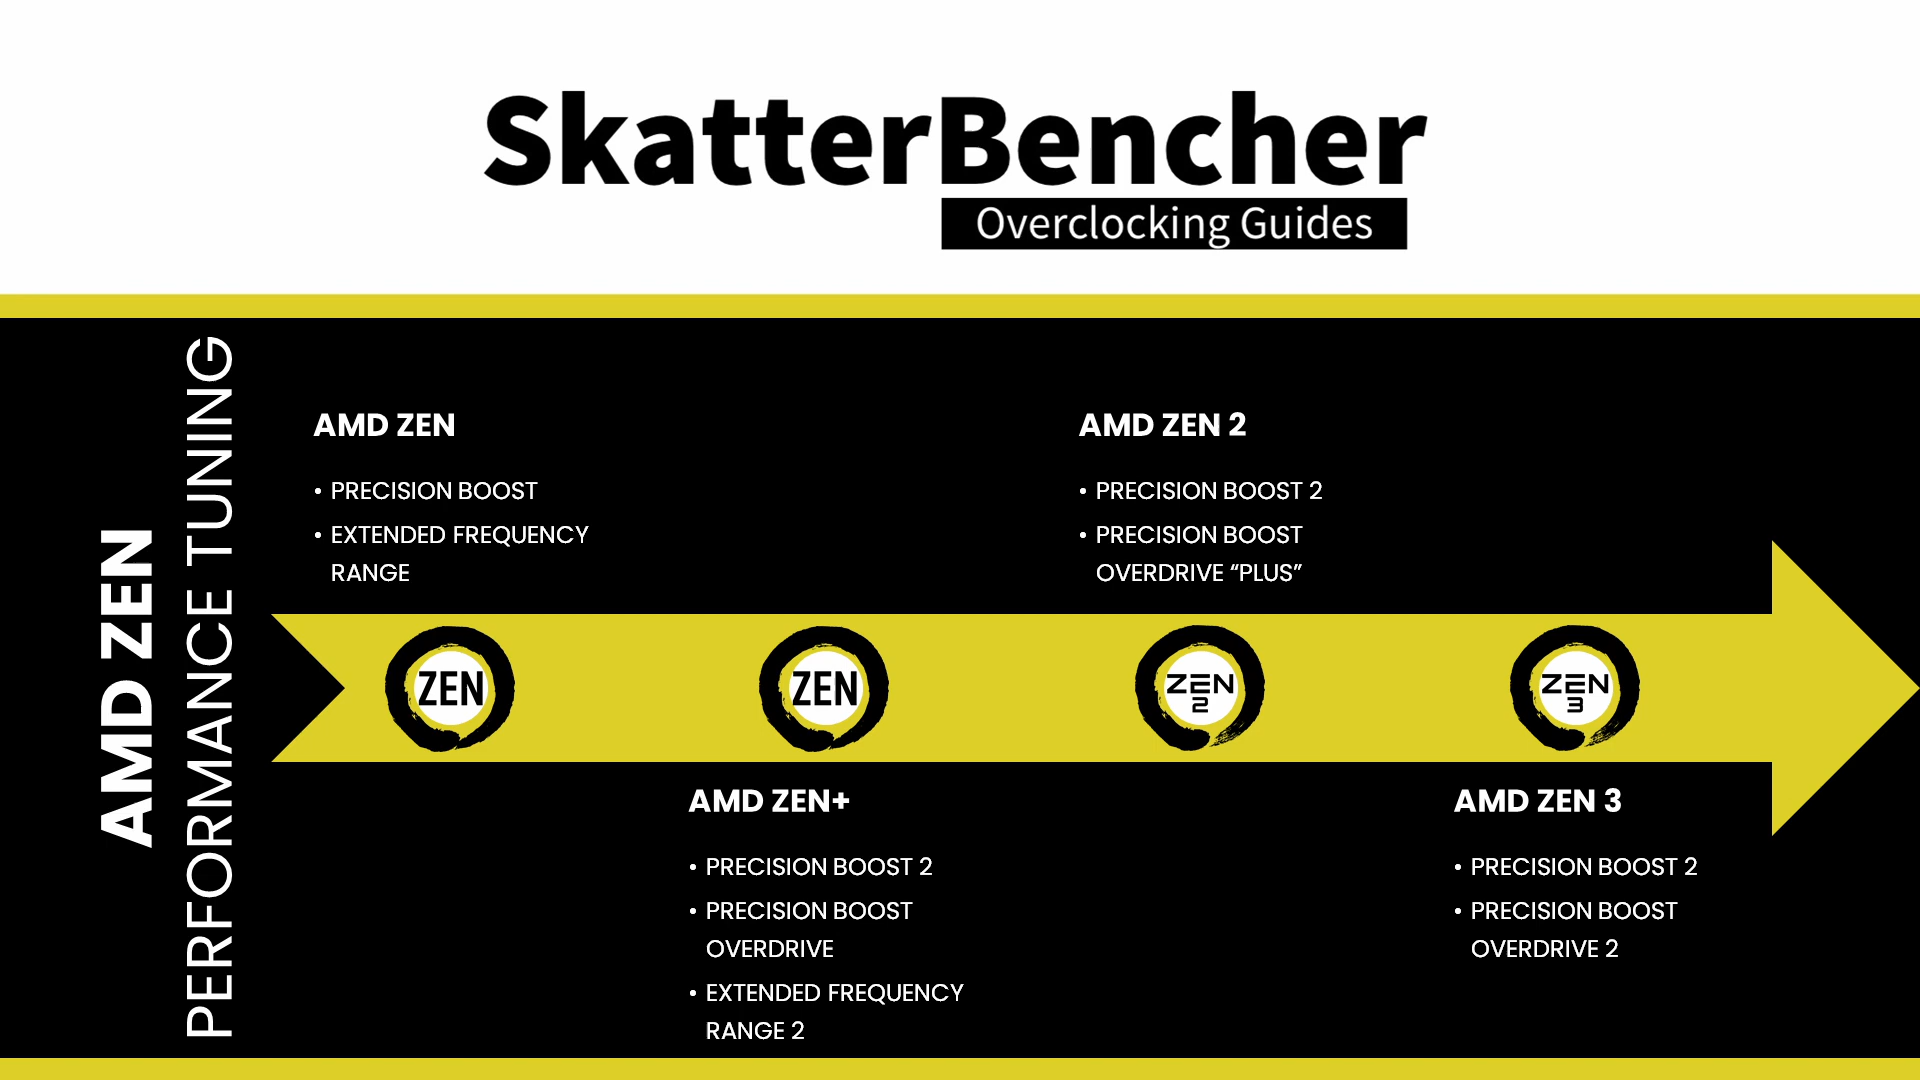 SkatterBencher
Overclocking Guides
AMD ZEN
PERFORMANCE TUNING
AMD ZEN
• PRECISION BOOST
• EXTENDED FREQUENCY
RANGE
AMD ZEN 2
• PRECISION BOOST 2
• PRECISION BOOST
OVERDRIVE “PLUS”
ZEN
ZEN
ZEN
2
ZEN
3
AMD ZEN+
• PRECISION BOOST 2
• PRECISION BOOST
OVERDRIVE
• EXTENDED FREQUENCY
RANGE 2
AMD ZEN 3
• PRECISION BOOST 2
• PRECISION BOOST
OVERDRIVE 2